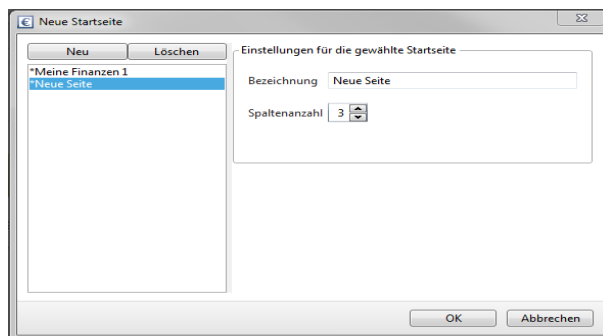 Neue Startseite
Neu Löschen
*Meine Finanzen 1
*Neue Seite
Einstellungen für die gewählte Startseite
Bezeichnung Neue Seite
Spaltenanzahl 3
OK Abbrechen